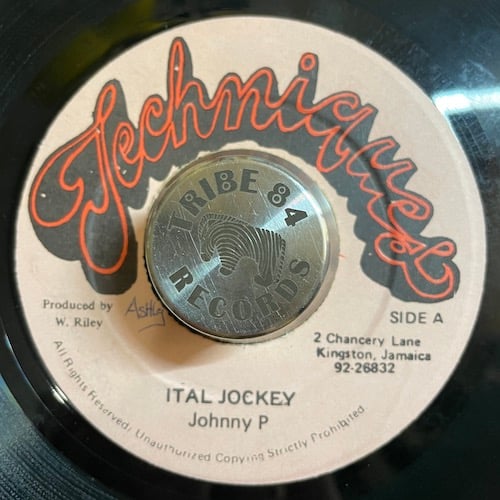 Techniques
TRIBE 84
RECORDS
Produced by
W. Riley
Ashly
SIDE A
2 Chancery Lane
Kingston, Jamaica
92-26832
ITAL JOCKEY
Johnny P
All Rights Reserved, Unauthorized Copying Strictly Prohibited